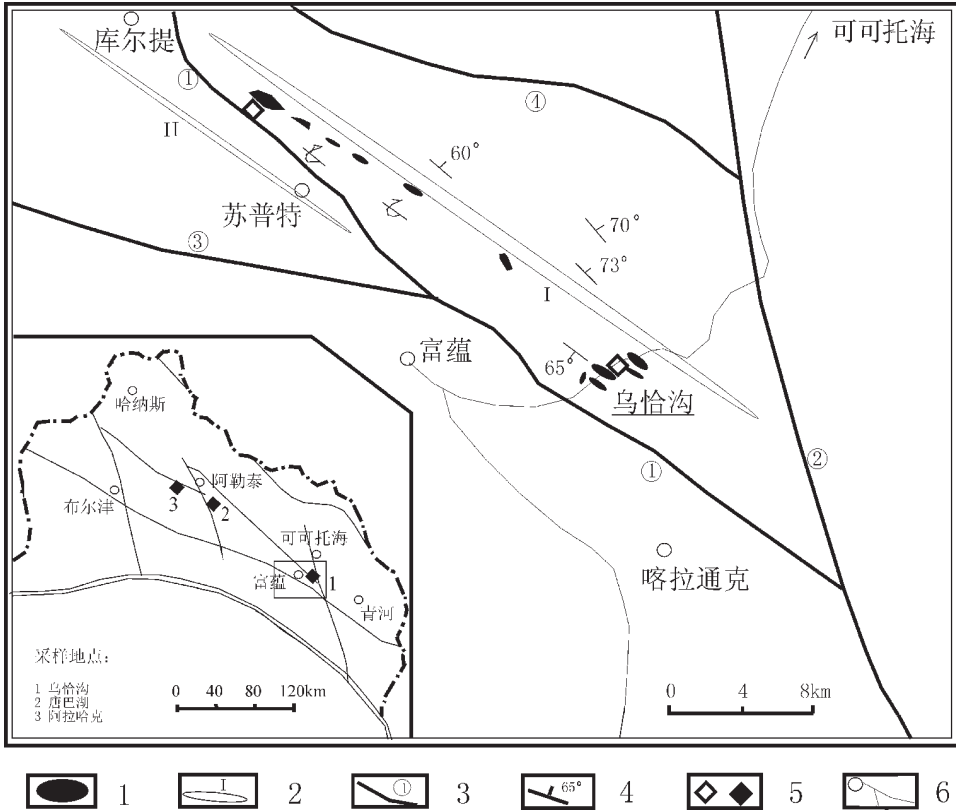 库尔提
可可托海
①
④
II
60°
苏普特
70°
③
73°
I
富蕴
65°
乌恰沟
①
②
喀拉通克
0 4 8km
哈纳斯
阿勒泰
布尔津
3
2
可可托海
富蕴
1
青河
采样地点:
1 乌恰沟
2 唐巴湖
3 阿拉哈克
0 40 80 120km
I
①
65°
1 2 3 4 5 6